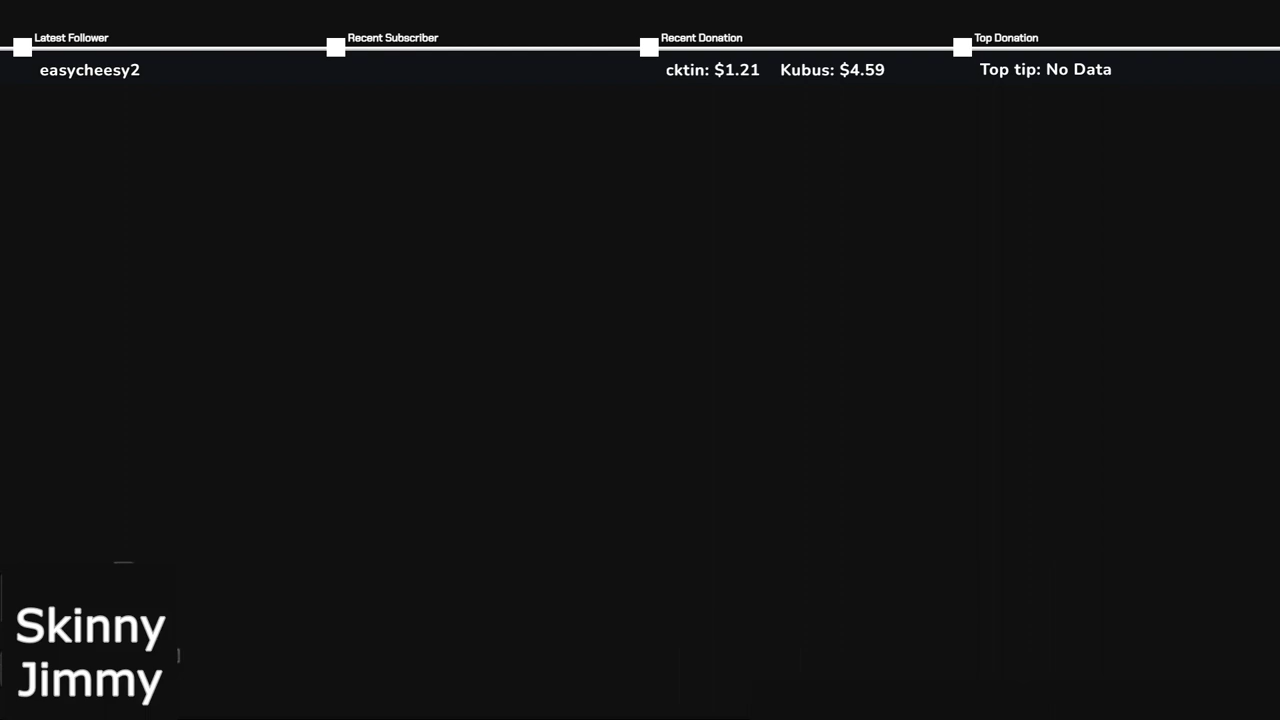 Latest Follower
Recent Subscriber
Recent Donation
Top Donation
easycheesy2
cktin: $1.21 Kubus: $4.59
Top tip: No Data
Skinny
Jimmy